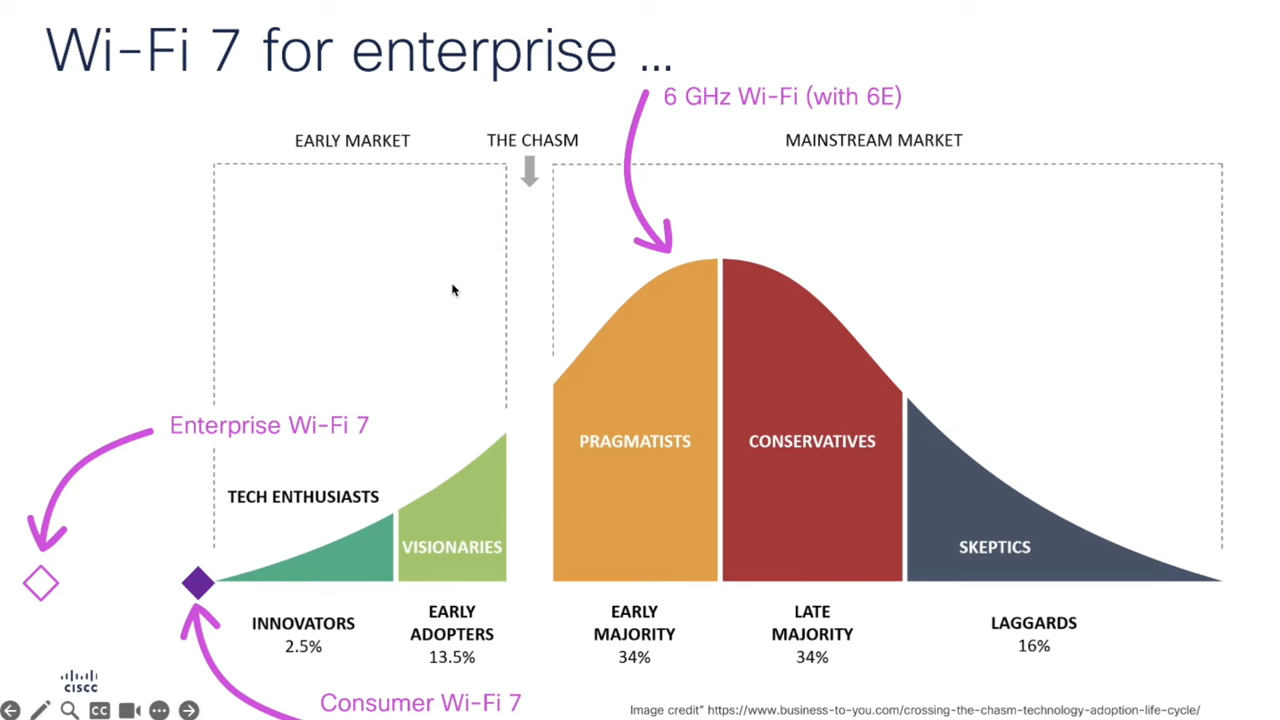 Wi-Fi 7 for enterprise ...
6 GHz Wi-Fi (with 6E)
EARLY MARKET
THE CHASM
MAINSTREAM MARKET
Enterprise Wi-Fi 7
PRAGMATISTS
CONSERVATIVES
TECH ENTHUSIASTS
VISIONARIES
SKEPTICS
INNOVATORS
2.5%
EARLY
ADOPTERS
13.5%
EARLY
MAJORITY
34%
LATE
MAJORITY
34%
LAGGARDS
16%
CISCO
CC
Consumer Wi-Fi 7
Image credit" https://www.business-to-you.com/crossing-the-chasm-technology-adoption-life-cycle/